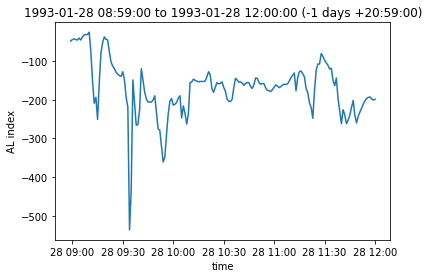 1993-01-28 08:59:00 to 1993-01-28 12:00:00 (-1 days +20:59:00)
−100
−200
−300
−400
−500
AL index
28 09:00 28 09:30 28 10:00 28 10:30 28 11:00 28 11:30 28 12:00
time